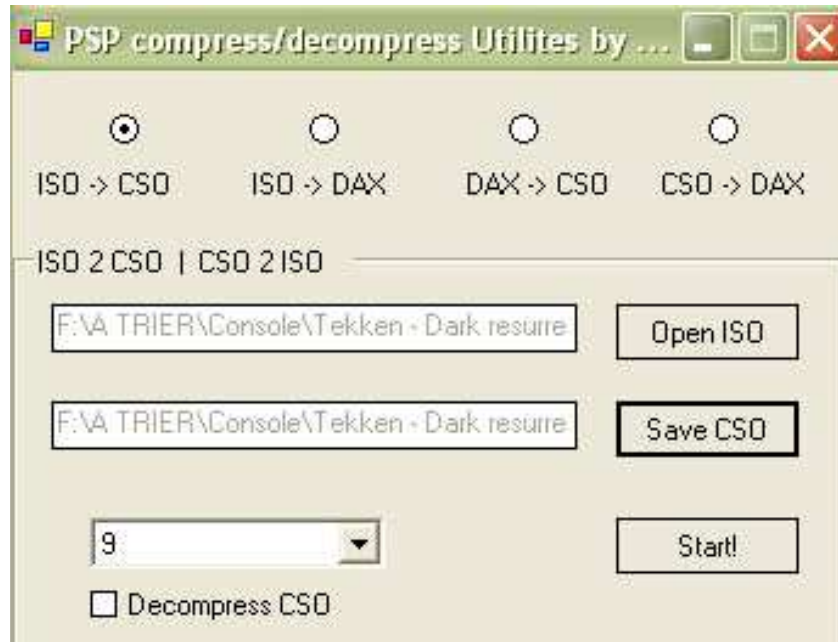 PSP compress/decompress Utilites by ...
ISO -> CSO ISO -> DAX DAX -> CSO CSO -> DAX
ISO 2 CSO | CSO 2 ISO
F:\A TRIER\Console\Tekken - Dark resurre Open ISO
F:\A TRIER\Console\Tekken - Dark resurre Save CSO
9 Start!
Decompress CSO